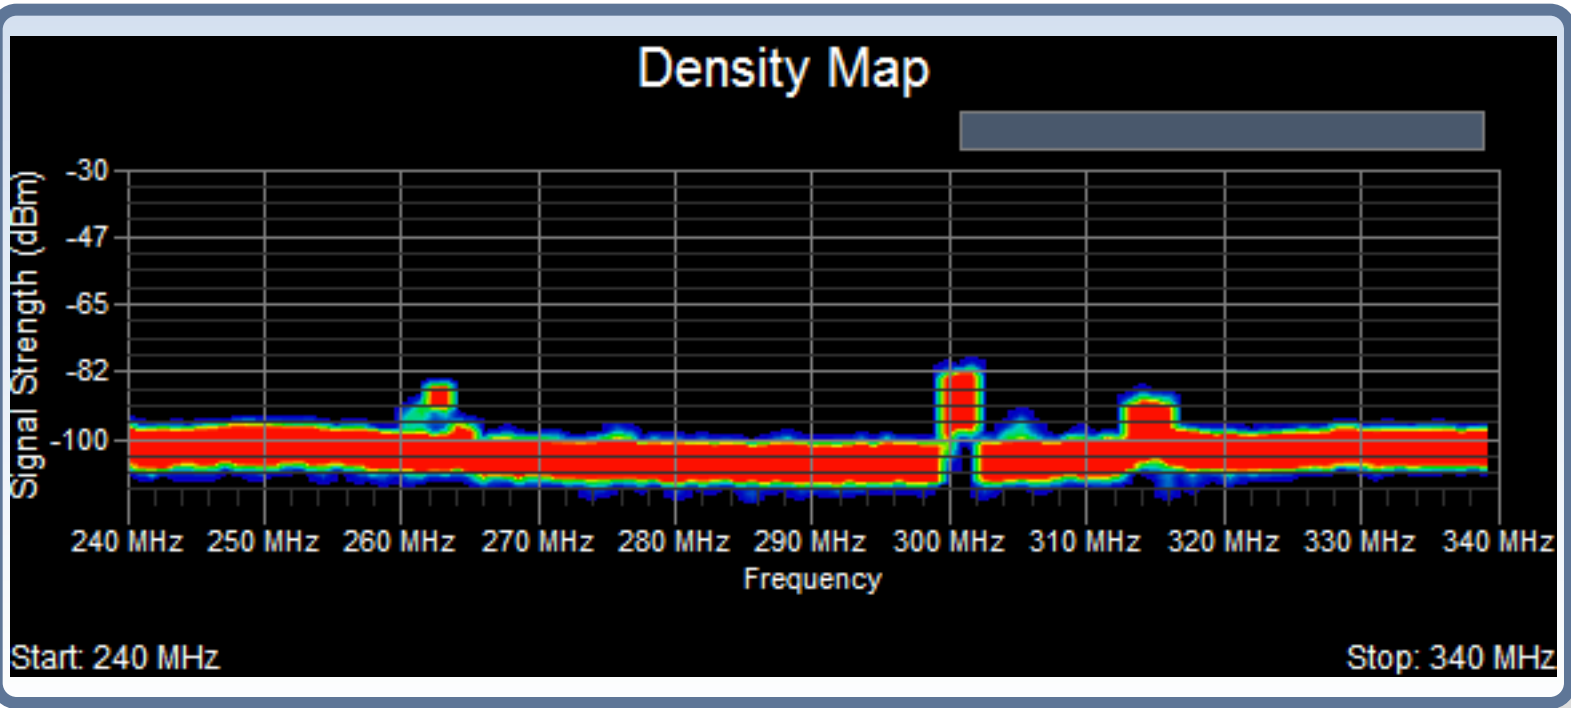 Density Map
Signal Strength (dBm)
-30
-47
-65
-82
-100
240 MHz 250 MHz 260 MHz 270 MHz 280 MHz 290 MHz 300 MHz 310 MHz 320 MHz 330 MHz 340 MHz
Frequency
Start: 240 MHz
Stop: 340 MHz